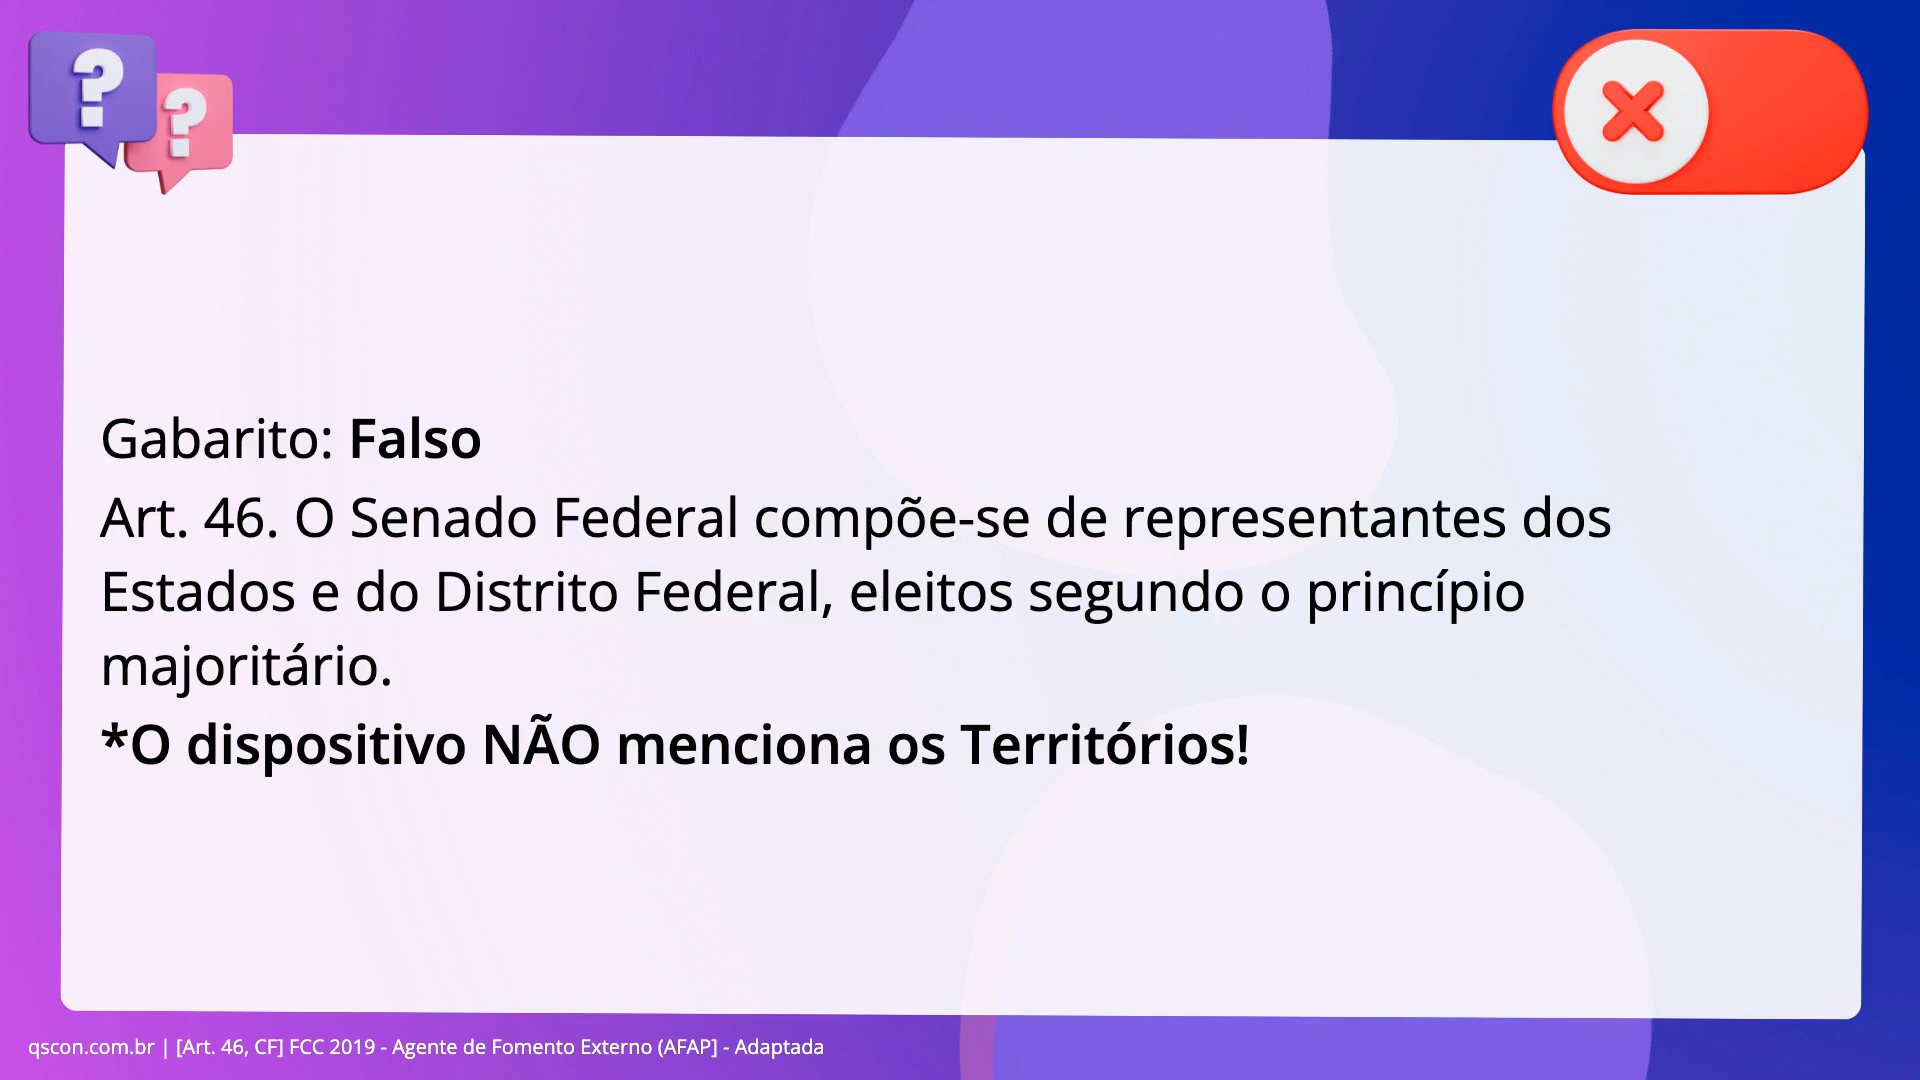 ?
?
Gabarito: Falso
Art. 46. O Senado Federal compõe-se de representantes dos
Estados e do Distrito Federal, eleitos segundo o princípio
majoritário.
*O dispositivo NÃO menciona os Territórios!
qscon.com.br | [Art. 46, CF] FCC 2019 - Agente de Fomento Externo (AFAP] - Adaptada